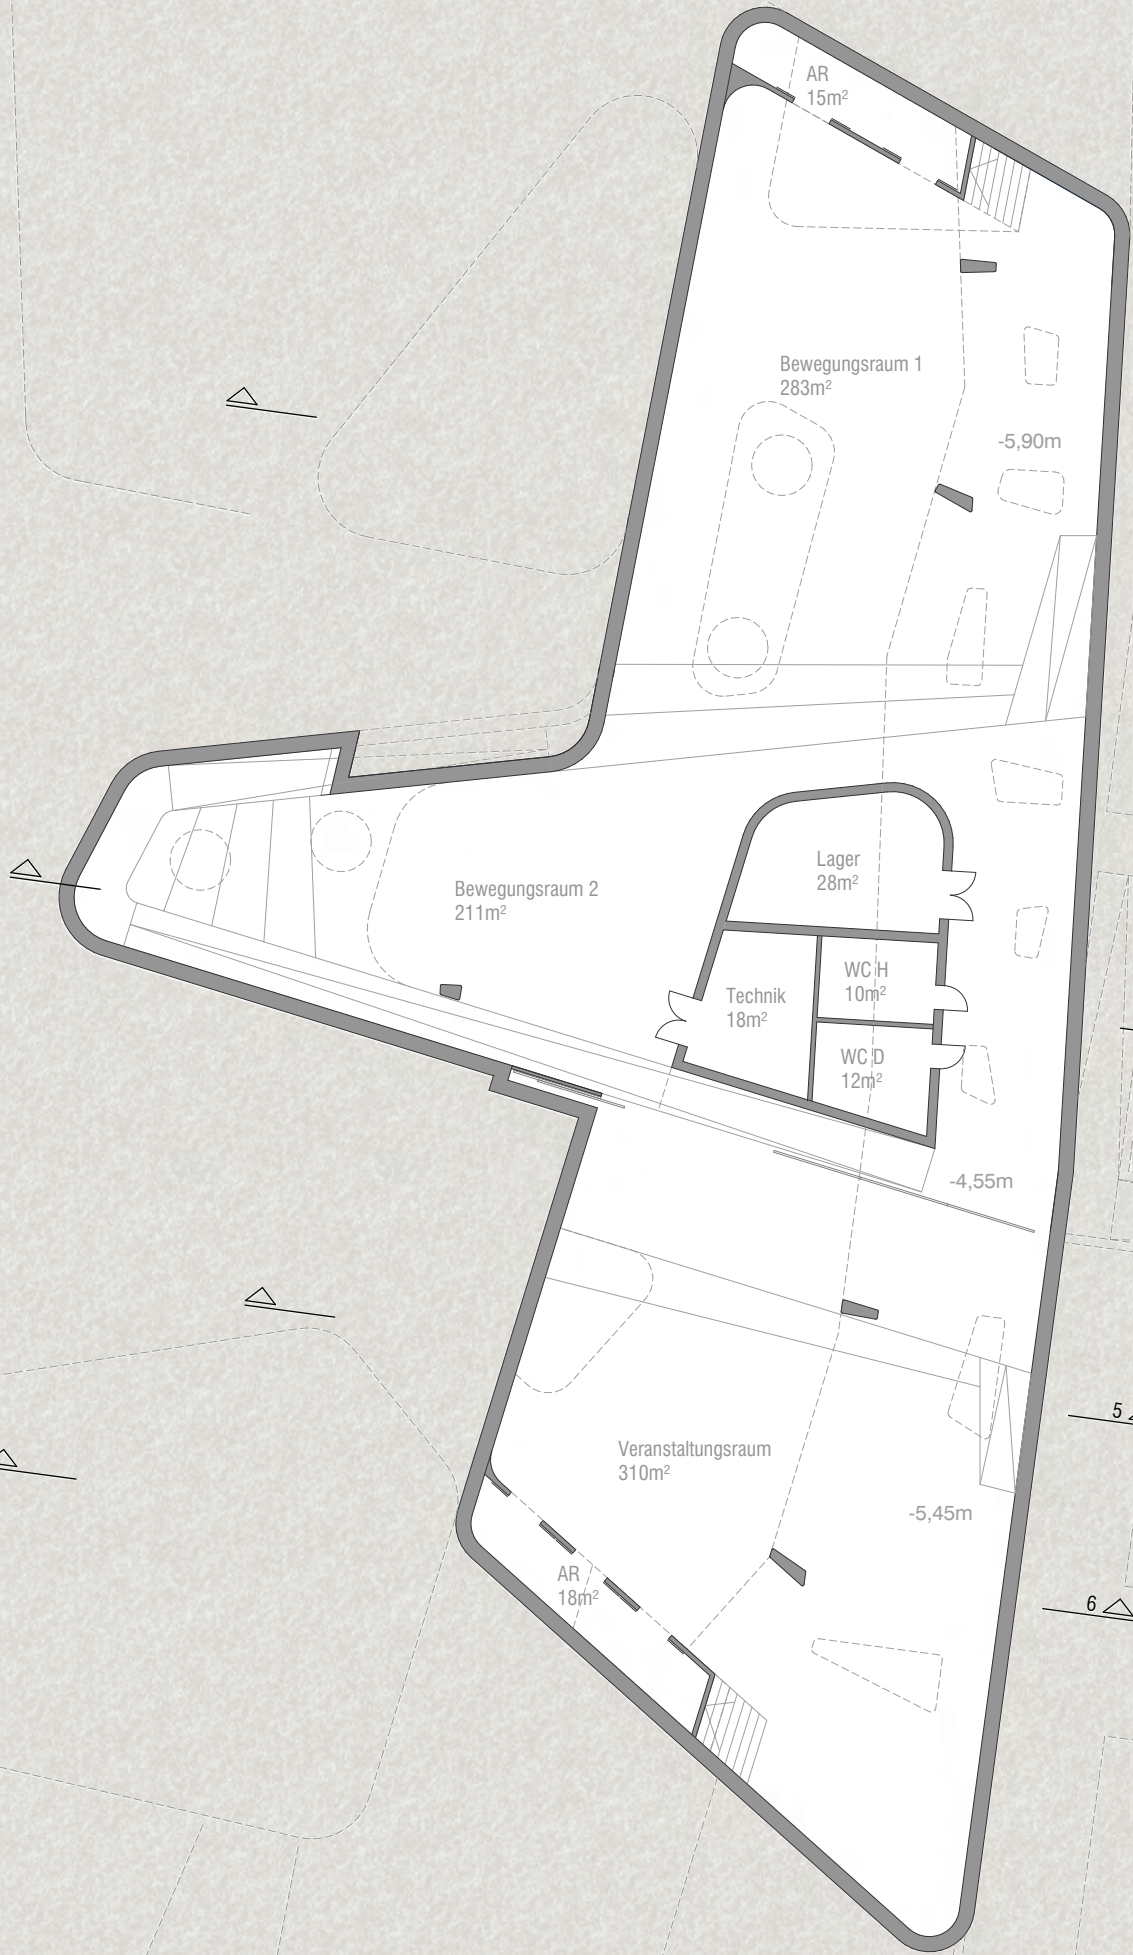 AR
15m²
Bewegungsraum 1
283m²
-5,90m
Lager
28m²
Bewegungsraum 2
211m²
WC H
10m²
Technik
18m²
WC D
12m²
-4,55m
5
Veranstaltungsraum
310m²
-5,45m
AR
18m²
6